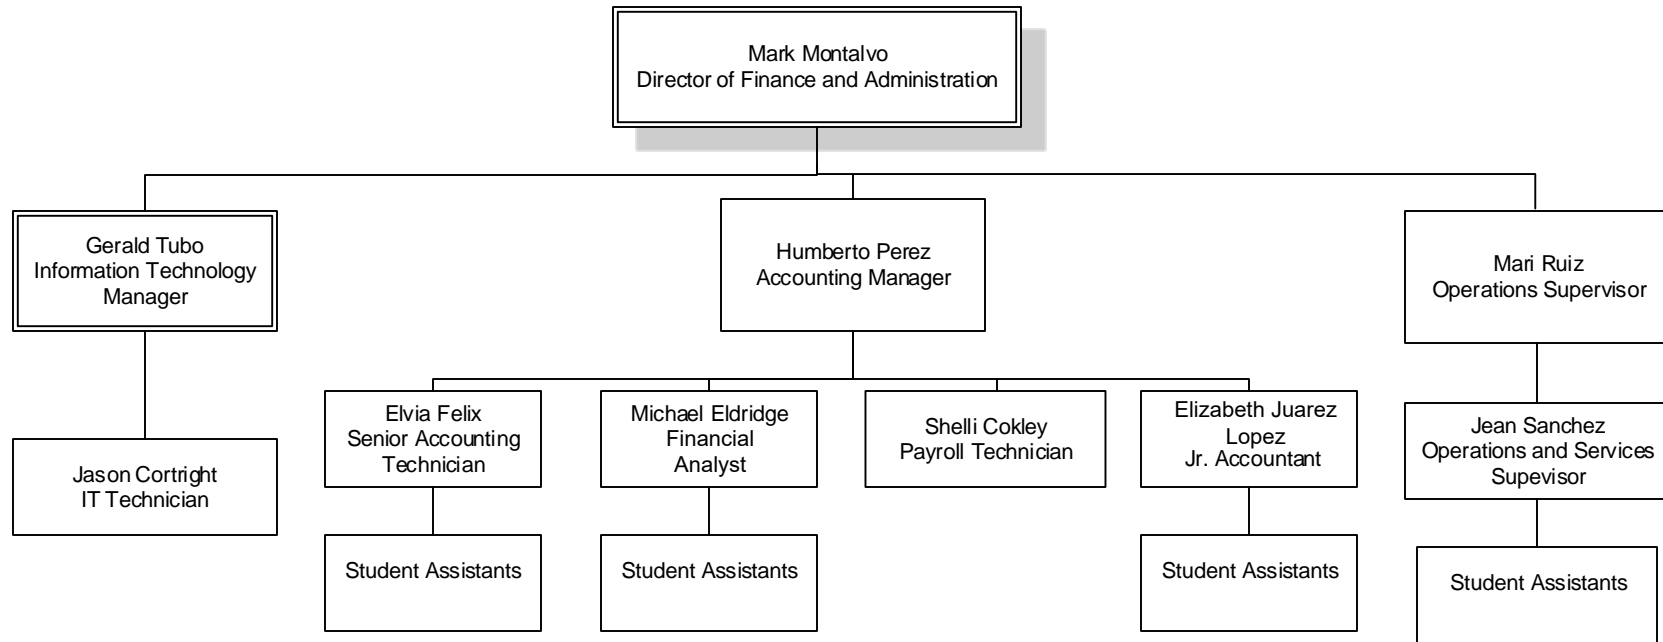 Mark Montalvo
Director of Finance and Administration
Gerald Tubo
Information Technology
Manager
Humberto Perez
Accounting Manager
Mari Ruiz
Operations Supervisor
Jason Cortright
IT Technician
Elvia Felix
Senior Accounting
Technician
Michael Eldridge
Financial
Analyst
Shelli Cokley
Payroll Technician
Elizabeth Juarez
Lopez
Jr. Accountant
Jean Sanchez
Operations and Services
Supevisor
Student Assistants
Student Assistants
Student Assistants
Student Assistants